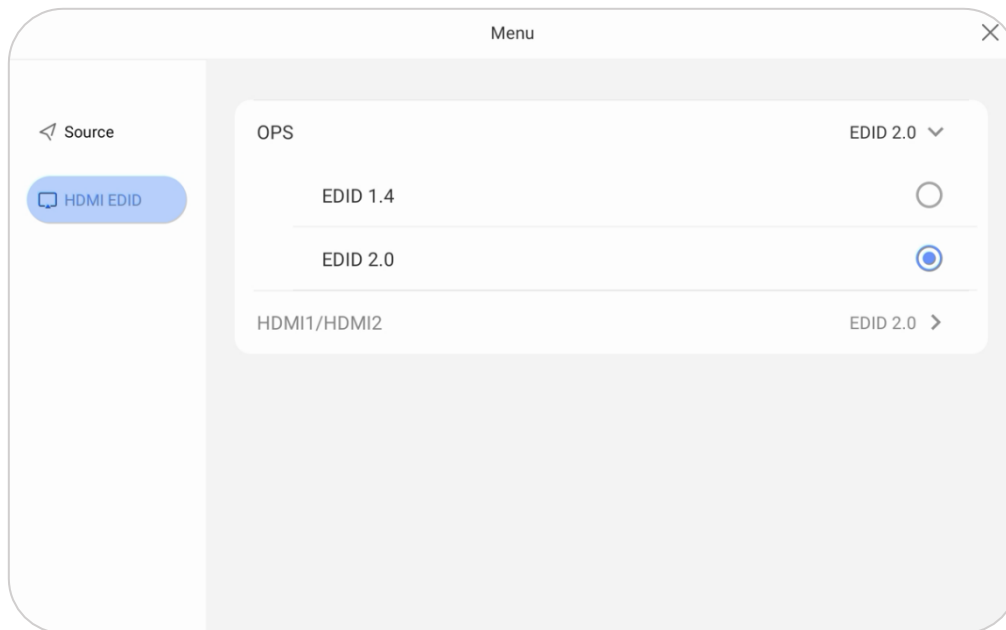 Menu
Source
HDMI EDID
OPS EDID 2.0
EDID 1.4
EDID 2.0
HDMI1/HDMI2 EDID 2.0